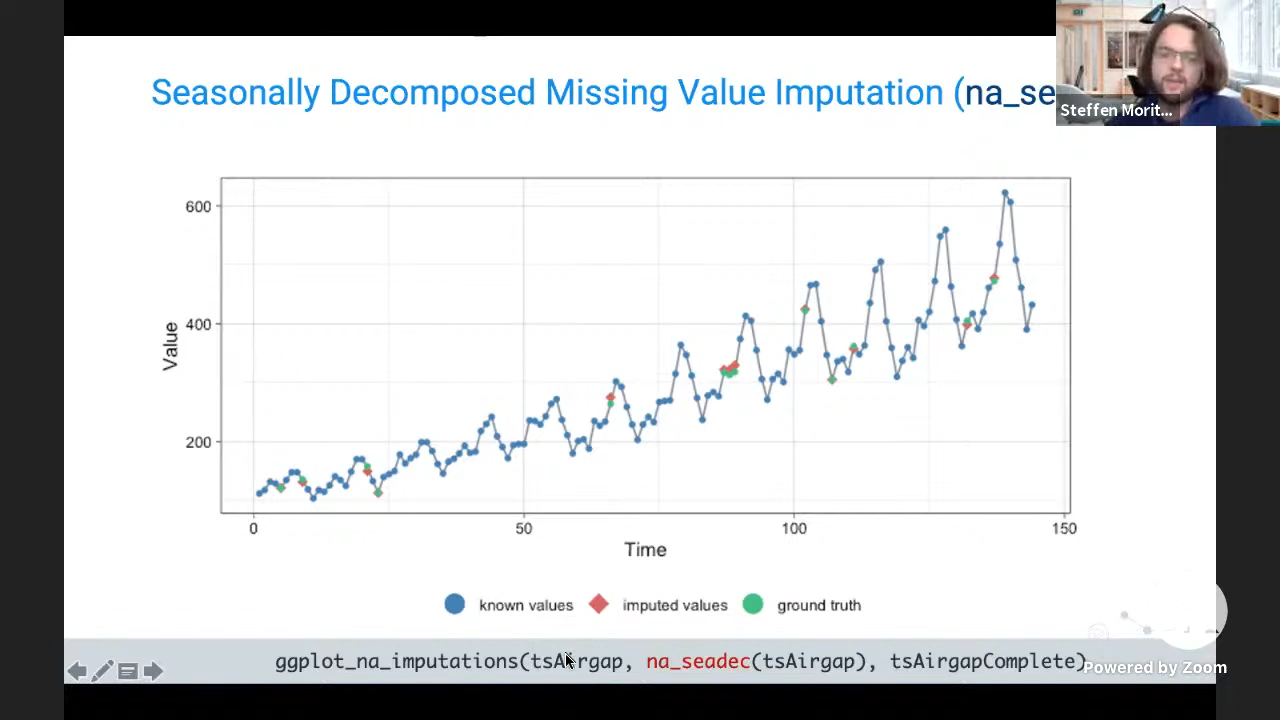 Seasonally Decomposed Missing Value Imputation (na_se
Steffen Morit...
600
400
200
Value
0
50
100
150
Time
known values
imputed values
ground truth
ggplot_na_imputations(tsAirgap, na_seadec(tsAirgap), tsAirgapComplete)
Powered by Zoom